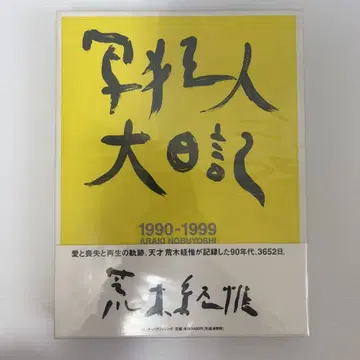 写狂人
大日記
1990-1999
ARAKI NOBUYOSHI
愛と喪失と再生の軌跡。天才荒木経惟が記録した90年代、3652日。
荒木経惟